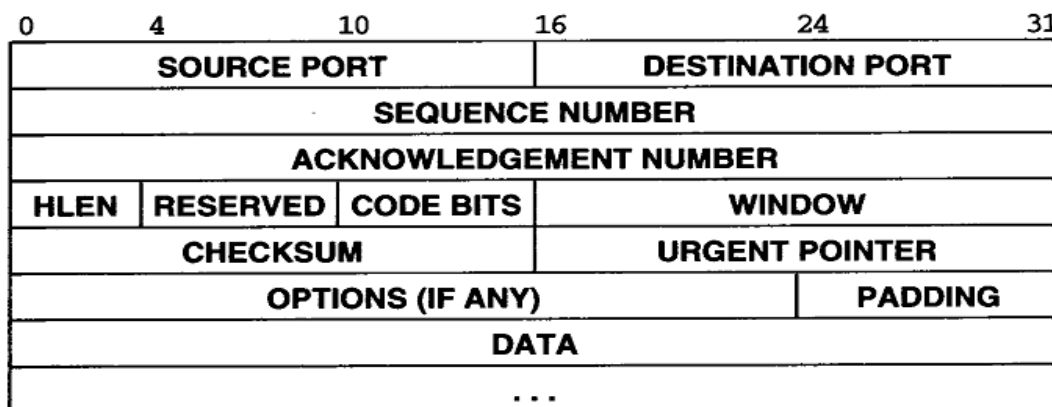 0 4 10 16 24 31
SOURCE PORT DESTINATION PORT
SEQUENCE NUMBER
ACKNOWLEDGEMENT NUMBER
HLEN RESERVED CODE BITS WINDOW
CHECKSUM URGENT POINTER
OPTIONS (IF ANY) PADDING
DATA
...